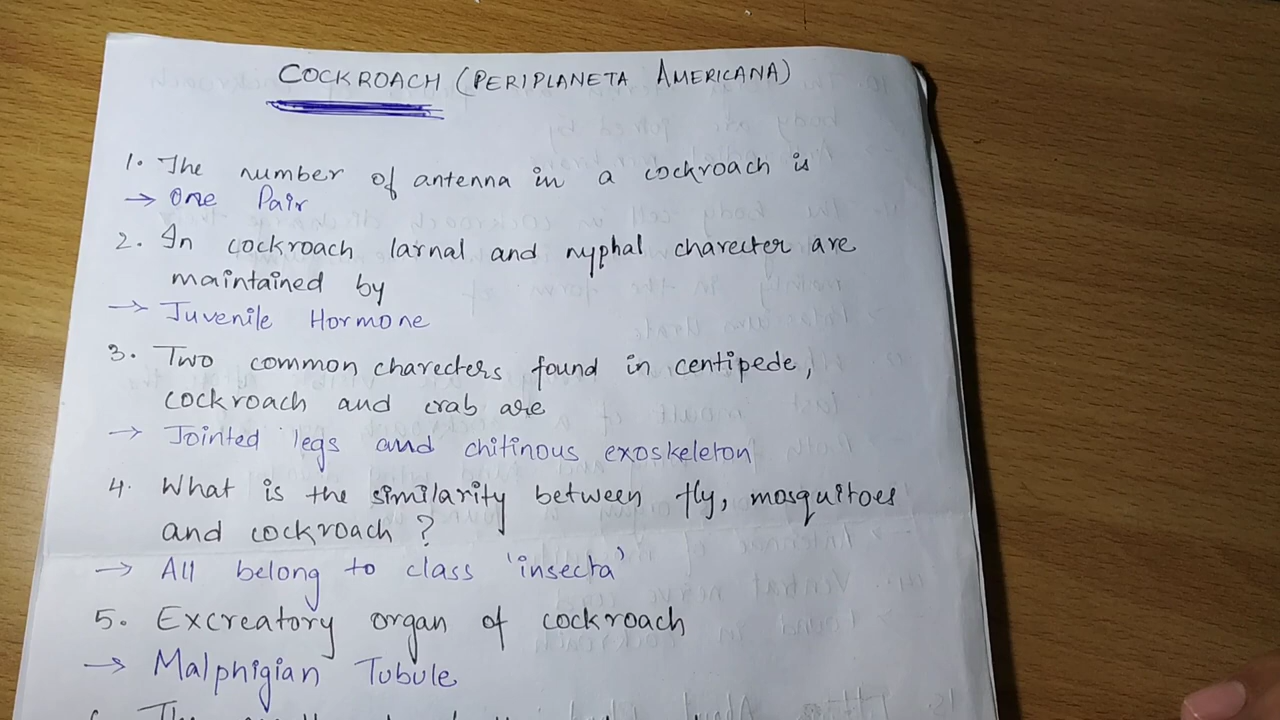 COCKROACH (PERIPLANETA AMERICANA)
1. The number of antenna in a cockroach is
→ One Pair
2. In cockroach larnal and nyphal charecter are
maintained by
→ Juvenile Hormone
3. Two common charecters found in centipede,
cockroach and crab are
→ Jointed legs and chitinous exoskeleton
4. What is the similarity between fly, mosquitoes
and cockroach?
→ All belong to class 'insecta'
5. Excreatory organ of cockroach
→ Malphigian Tubule